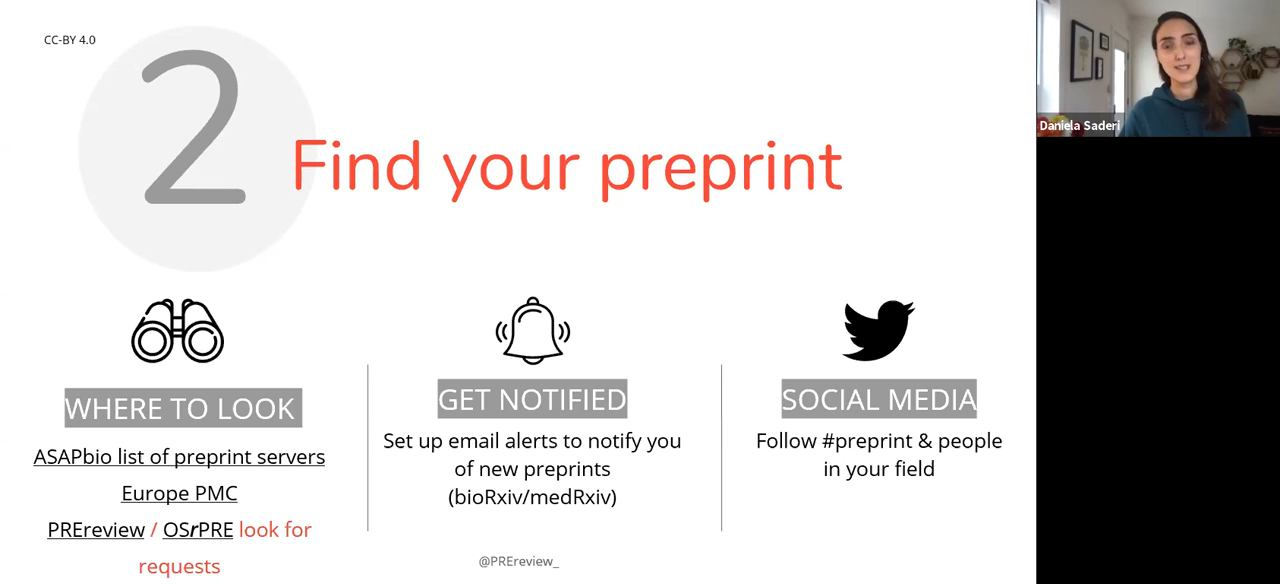 CC-BY 4.0
2
Find your preprint
WHERE TO LOOK
ASAPbio list of preprint servers
Europe PMC
PREreview / OSrPRE look for
requests
GET NOTIFIED
Set up email alerts to notify you
of new preprints
(bioRxiv/medRxiv)
SOCIAL MEDIA
Follow #preprint & people
in your field
@PREreview_
Daniela Saderi